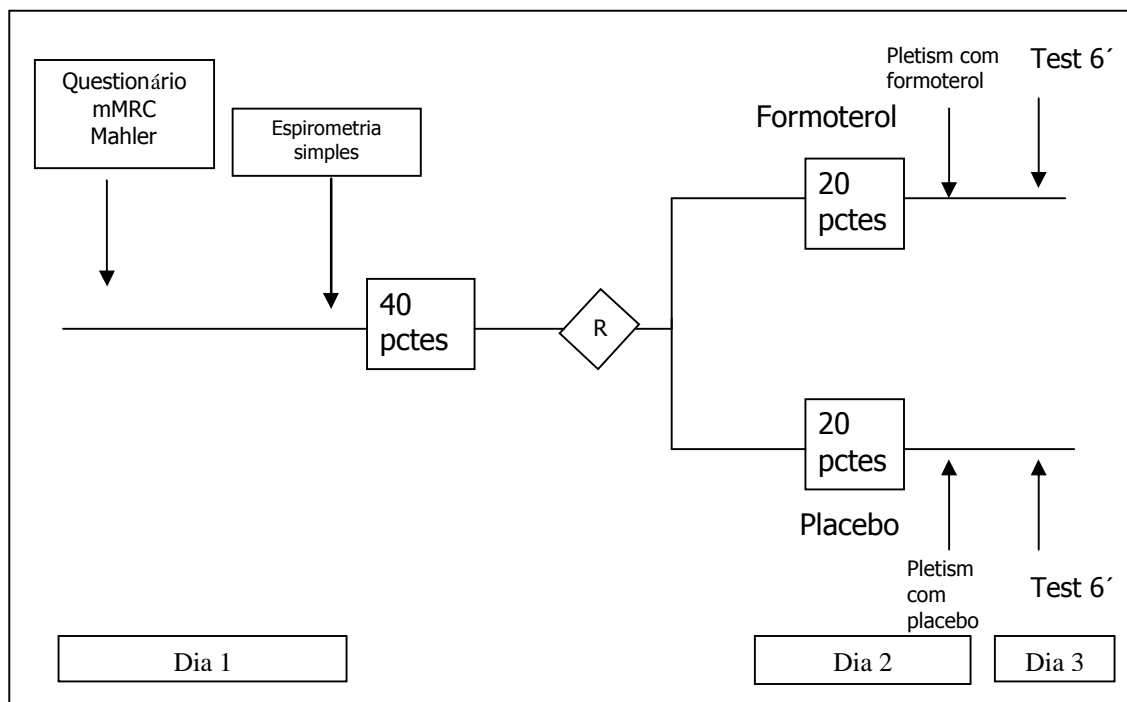 Questionário
mMRC
Mahler
Espirometria
simples
40
pctes
R
Formoterol
20
pctes
Pletism com
formoterol
Test 6´
20
pctes
Placebo
Pletism
com
placebo
Test 6´
Dia 1
Dia 2
Dia 3